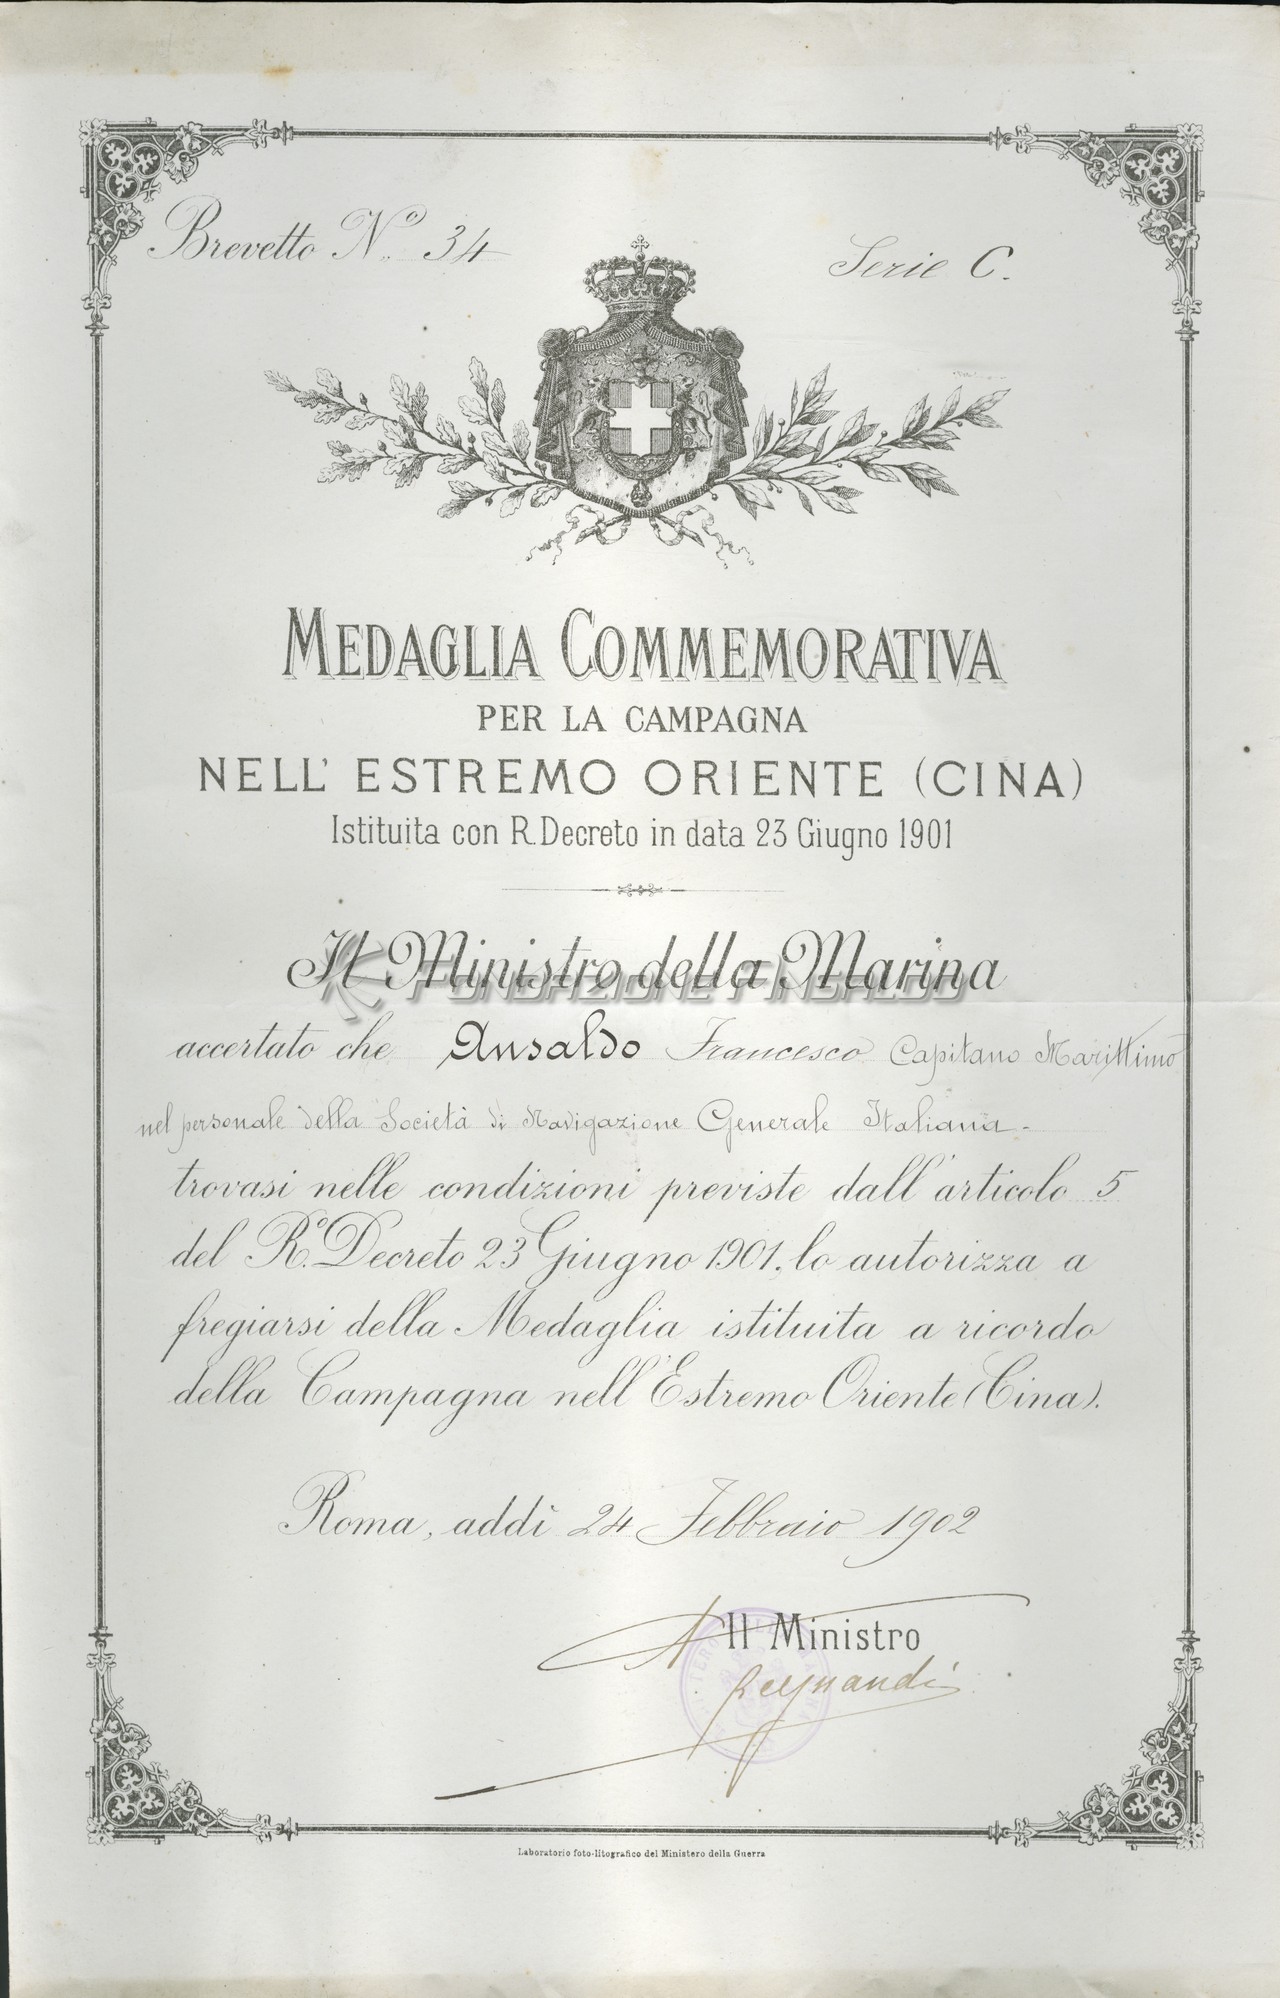 Brevetto N.º 34
Serie C.
MEDAGLIA COMMEMORATIVA
PER LA CAMPAGNA
NELL' ESTREMO ORIENTE (CINA)
Istituita con R. Decreto in data 23 Giugno 1901
Il Ministro della Marina
FONDAZIONE ANSALDO
accertato che Ansaldo Francesco Capitano Marittimo
nel personale della Società di Navigazione Generale Italiana -
trovasi nelle condizioni previste dall'articolo 5
del R.º Decreto 23 Giugno 1901, lo autorizza a
fregiarsi della Medaglia istituita a ricordo
della Campagna nell'Estremo Oriente (Cina).
Roma, addì 24 Febbraio 1902
Il Ministro
Laboratorio foto-litografico del Ministero della Guerra